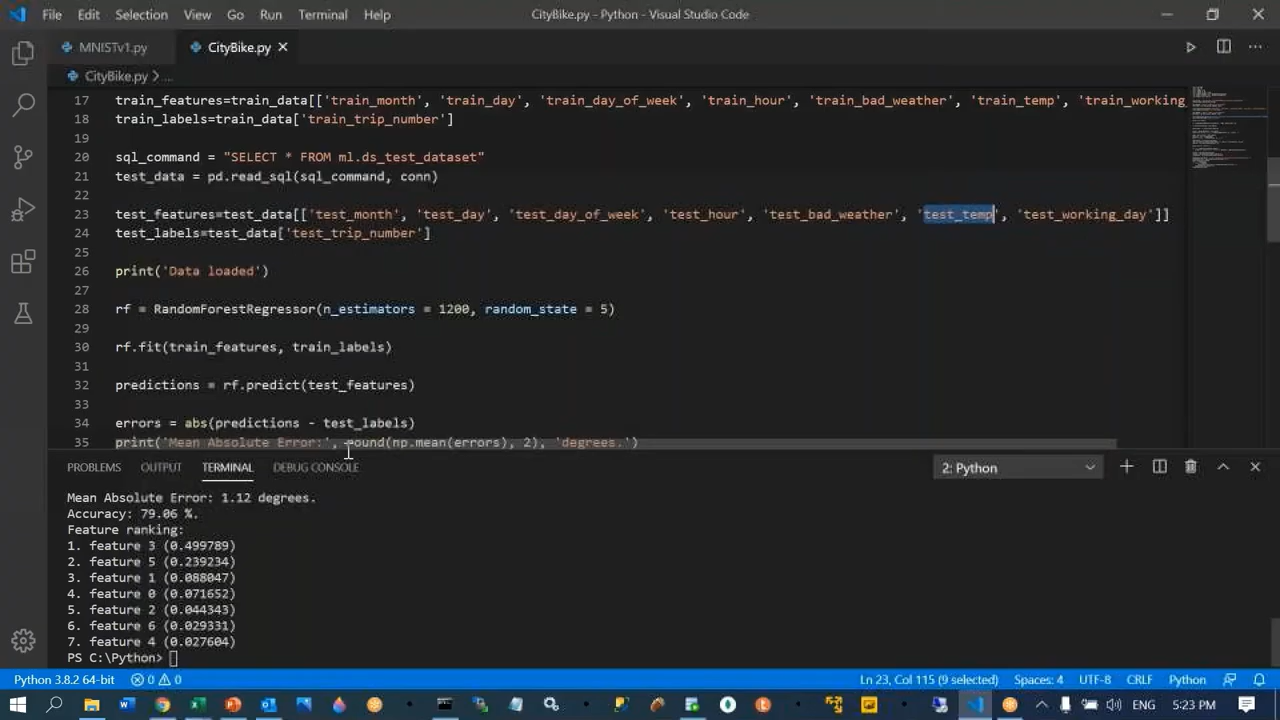 File Edit Selection View Go Run Terminal Help CityBike.py - Python - Visual Studio Code
MNISTv1.py CityBike.py
CityBike.py > ...
17 train_features=train_data[['train_month', 'train_day', 'train_day_of_week', 'train_hour', 'train_bad_weather', 'train_temp', 'train_working_
18 train_labels=train_data['train_trip_number']
19
20 sql_command = "SELECT * FROM ml.ds_test_dataset"
21 test_data = pd.read_sql(sql_command, conn)
22
23 test_features=test_data[['test_month', 'test_day', 'test_day_of_week', 'test_hour', 'test_bad_weather', 'test_temp', 'test_working_day']]
24 test_labels=test_data['test_trip_number']
25
26 print('Data loaded')
27
28 rf = RandomForestRegressor(n_estimators = 1200, random_state = 5)
29
30 rf.fit(train_features, train_labels)
31
32 predictions = rf.predict(test_features)
33
34 errors = abs(predictions - test_labels)
35 print('Mean Absolute Error:', round(np.mean(errors), 2), 'degrees.')
PROBLEMS OUTPUT TERMINAL DEBUG CONSOLE 2: Python
Mean Absolute Error: 1.12 degrees.
Accuracy: 79.06 %.
Feature ranking:
1. feature 3 (0.499789)
2. feature 5 (0.239234)
3. feature 1 (0.088047)
4. feature 0 (0.071652)
5. feature 2 (0.044343)
6. feature 6 (0.029331)
7. feature 4 (0.027604)
PS C:\Python>
Python 3.8.2 64-bit 0 0 Ln 23, Col 115 (9 selected) Spaces: 4 UTF-8 CRLF Python
ENG 5:23 PM